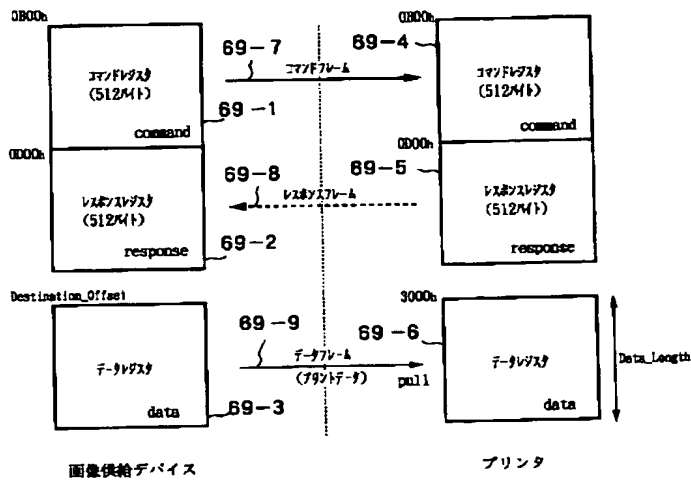 0B00h
コマンドレジスタ
(512バイト)
command
69-1
69-7
コマンドフレーム
0B00h
69-4
コマンドレジスタ
(512バイト)
command
0D00h
レスポンスレジスタ
(512バイト)
response
69-2
69-8
レスポンスフレーム
0D00h
69-5
レスポンスレジスタ
(512バイト)
response
Destination_Offset
データレジスタ
data
69-3
69-9
データフレーム
(プリントデータ)
pull
3000h
69-6
データレジスタ
data
Data_Length
画像供給デバイス
プリンタ